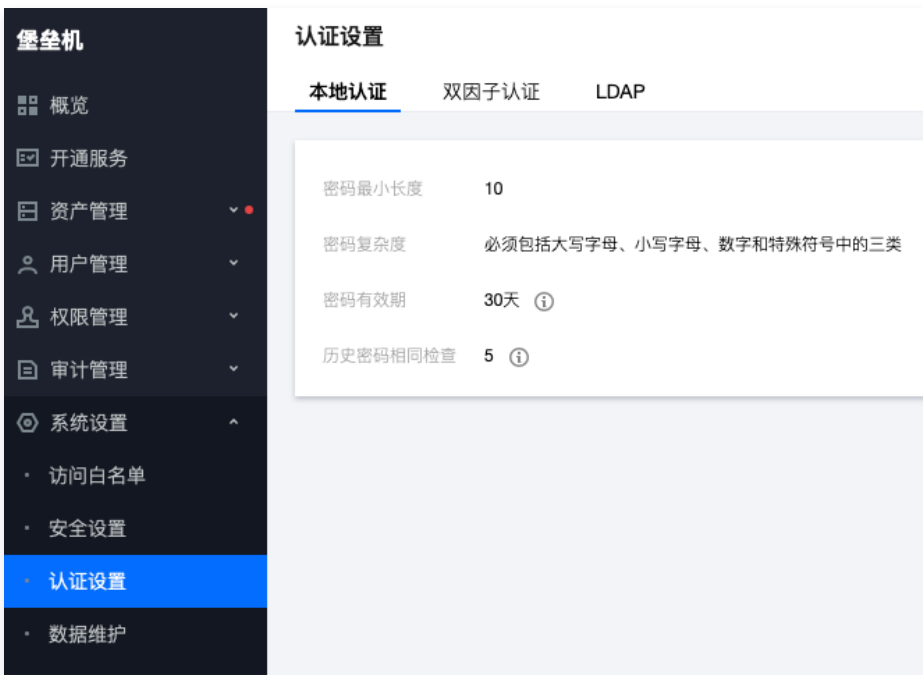 堡垒机
概览
开通服务
资产管理
用户管理
权限管理
审计管理
系统设置
访问白名单
安全设置
认证设置
数据维护
认证设置
本地认证 双因子认证 LDAP
密码最小长度 10
密码复杂度 必须包括大写字母、小写字母、数字和特殊符号中的三类
密码有效期 30天
历史密码相同检查 5